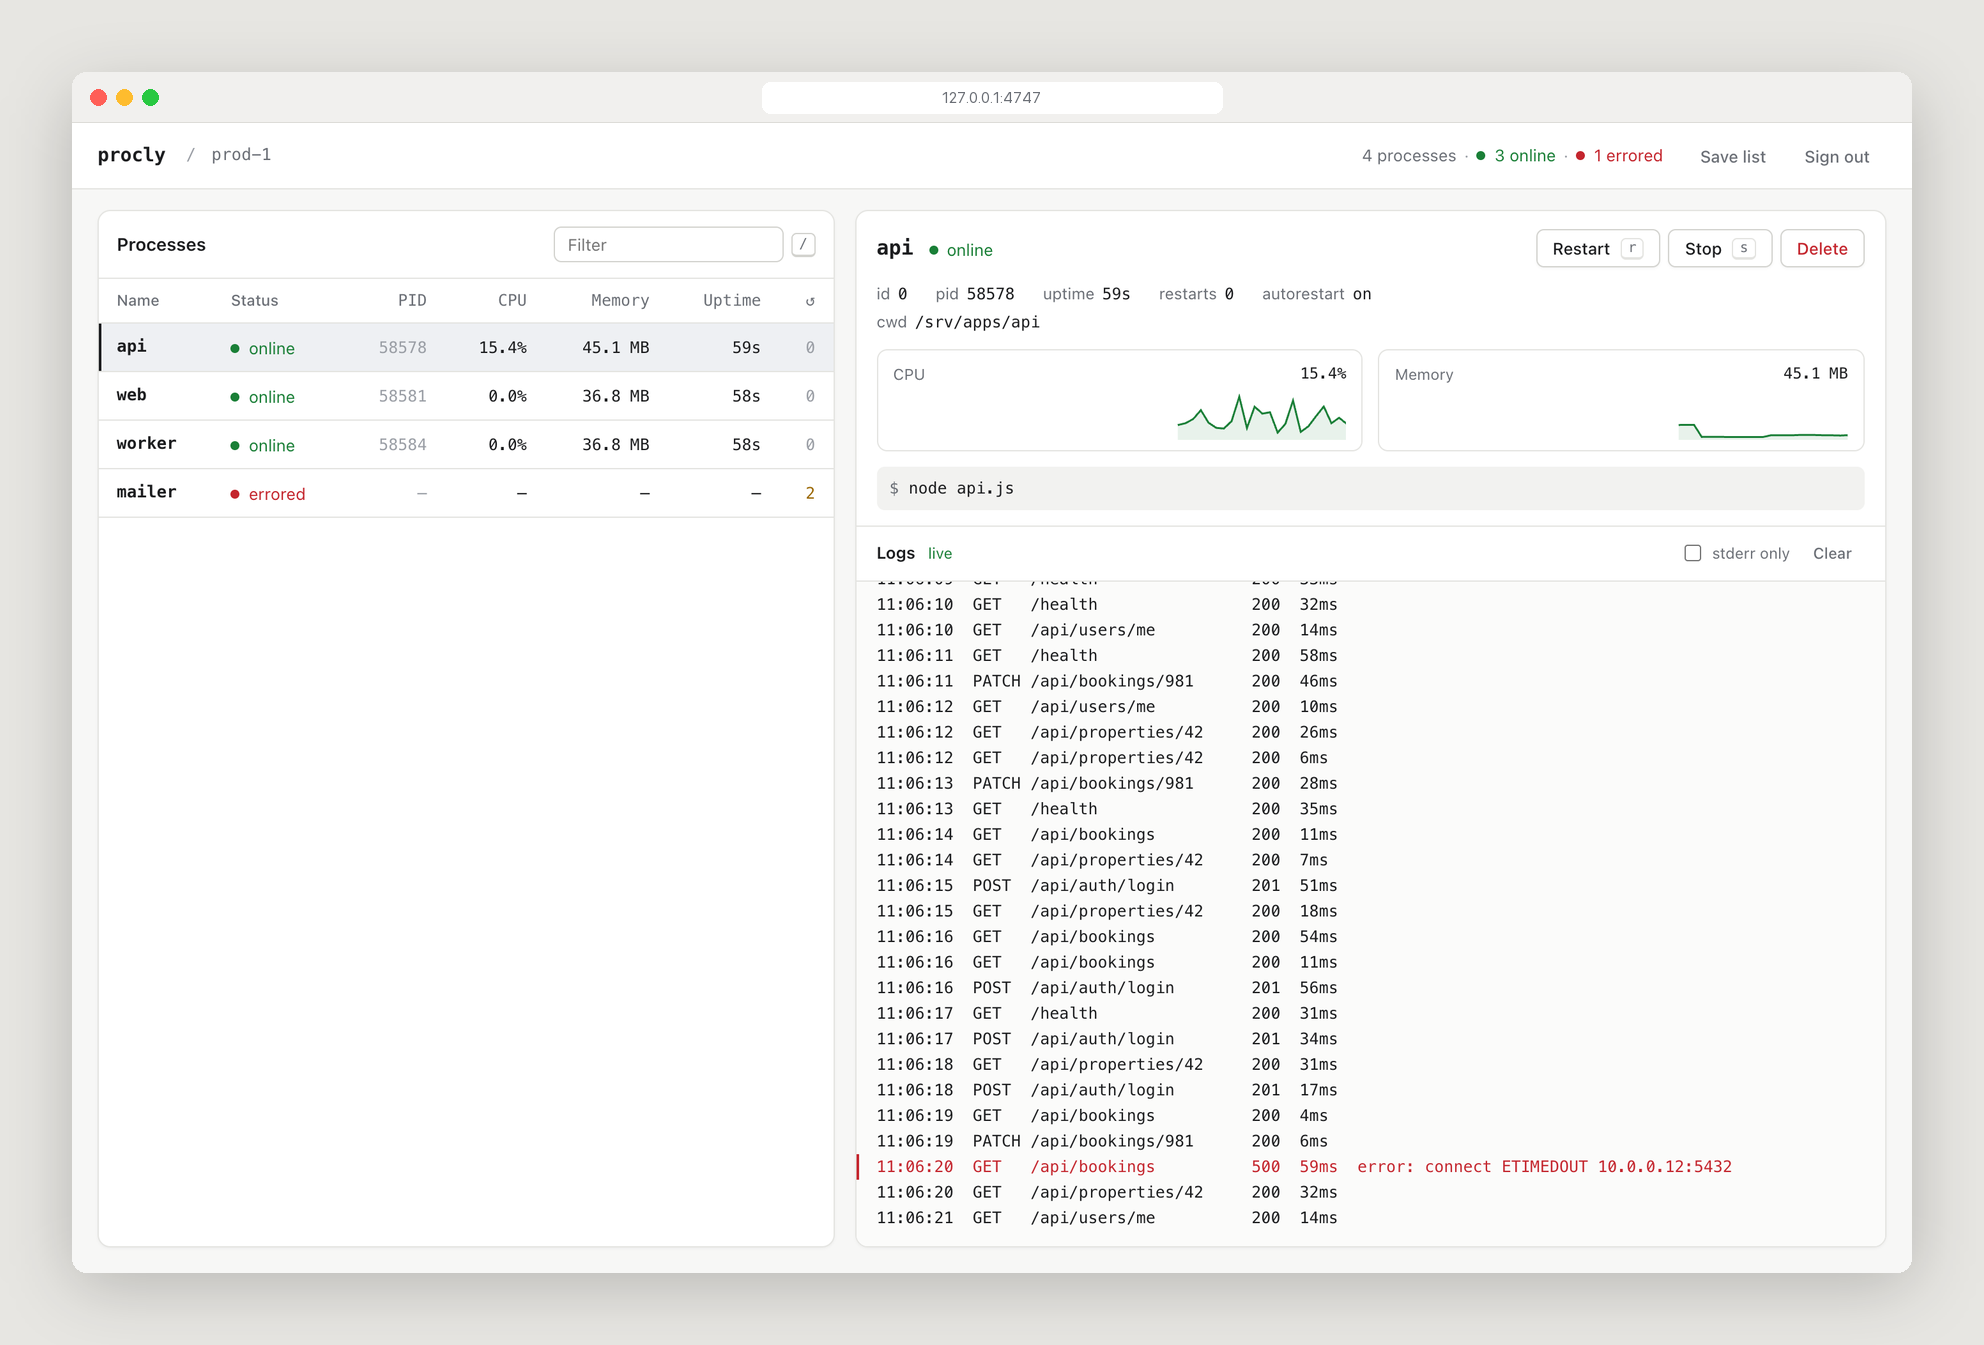 127.0.0.1:4747
procly / prod-1
4 processes · 3 online · 1 errored Save list Sign out
Processes Filter /
Name Status PID CPU Memory Uptime ↺
api online 58578 15.4% 45.1 MB 59s 0
web online 58581 0.0% 36.8 MB 58s 0
worker online 58584 0.0% 36.8 MB 58s 0
mailer errored – – – – 2
api online Restart r Stop s Delete
id 0 pid 58578 uptime 59s restarts 0 autorestart on
cwd /srv/apps/api
CPU 15.4%
Memory 45.1 MB
$ node api.js
Logs live stderr only Clear
11:06:10 GET /health 200 32ms
11:06:10 GET /api/users/me 200 14ms
11:06:11 GET /health 200 58ms
11:06:11 PATCH /api/bookings/981 200 46ms
11:06:12 GET /api/users/me 200 10ms
11:06:12 GET /api/properties/42 200 26ms
11:06:12 GET /api/properties/42 200 6ms
11:06:13 PATCH /api/bookings/981 200 28ms
11:06:13 GET /health 200 35ms
11:06:14 GET /api/bookings 200 11ms
11:06:14 GET /api/properties/42 200 7ms
11:06:15 POST /api/auth/login 201 51ms
11:06:15 GET /api/properties/42 200 18ms
11:06:16 GET /api/bookings 200 54ms
11:06:16 GET /api/bookings 200 11ms
11:06:16 POST /api/auth/login 201 56ms
11:06:17 GET /health 200 31ms
11:06:17 POST /api/auth/login 201 34ms
11:06:18 GET /api/properties/42 200 31ms
11:06:18 POST /api/auth/login 201 17ms
11:06:19 GET /api/bookings 200 4ms
11:06:19 PATCH /api/bookings/981 200 6ms
11:06:20 GET /api/bookings 500 59ms error: connect ETIMEDOUT 10.0.0.12:5432
11:06:20 GET /api/properties/42 200 32ms
11:06:21 GET /api/users/me 200 14ms